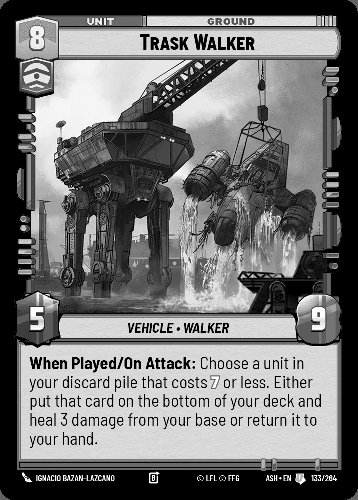 UNIT
GROUND
8
TRASK WALKER
5
9
VEHICLE • WALKER
When Played/On Attack: Choose a unit in
your discard pile that costs 7 or less. Either
put that card on the bottom of your deck and
heal 3 damage from your base or return it to
your hand.
IGNACIO BAZAN-LAZCANO
© LFL © FFG
ASH • EN
133/264